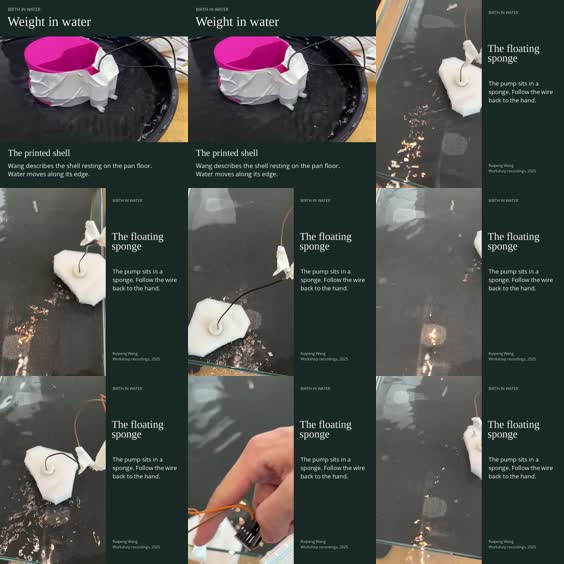 BIRTH IN WATER
Weight in water
The printed shell
Wang describes the shell resting on the pan floor.
Water moves along its edge.
BIRTH IN WATER
Weight in water
The printed shell
Wang describes the shell resting on the pan floor.
Water moves along its edge.
BIRTH IN WATER
The floating
sponge
The pump sits in a
sponge. Follow the wire
back to the hand.
Ruipeng Wang
Workshop recordings, 2025
BIRTH IN WATER
The floating
sponge
The pump sits in a
sponge. Follow the wire
back to the hand.
Ruipeng Wang
Workshop recordings, 2025
BIRTH IN WATER
The floating
sponge
The pump sits in a
sponge. Follow the wire
back to the hand.
Ruipeng Wang
Workshop recordings, 2025
BIRTH IN WATER
The floating
sponge
The pump sits in a
sponge. Follow the wire
back to the hand.
Ruipeng Wang
Workshop recordings, 2025
BIRTH IN WATER
The floating
sponge
The pump sits in a
sponge. Follow the wire
back to the hand.
Ruipeng Wang
Workshop recordings, 2025
BIRTH IN WATER
The floating
sponge
The pump sits in a
sponge. Follow the wire
back to the hand.
Ruipeng Wang
Workshop recordings, 2025
BIRTH IN WATER
The floating
sponge
The pump sits in a
sponge. Follow the wire
back to the hand.
Ruipeng Wang
Workshop recordings, 2025